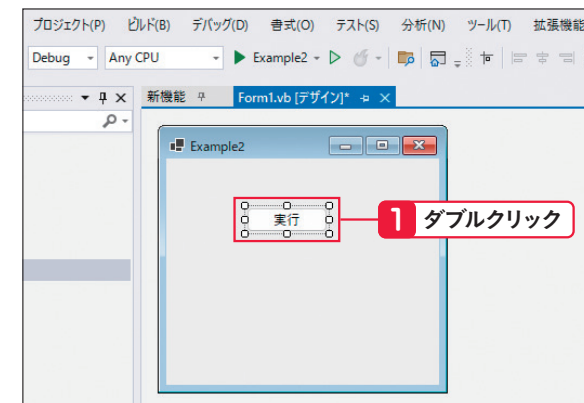 プロジェクト(P) ビルド(B) デバッグ(D) 書式(O) テスト(S) 分析(N) ツール(T) 拡張機能
Debug Any CPU Example2
新機能 Form1.vb [デザイン]*
Example2
実行
1 ダブルクリック